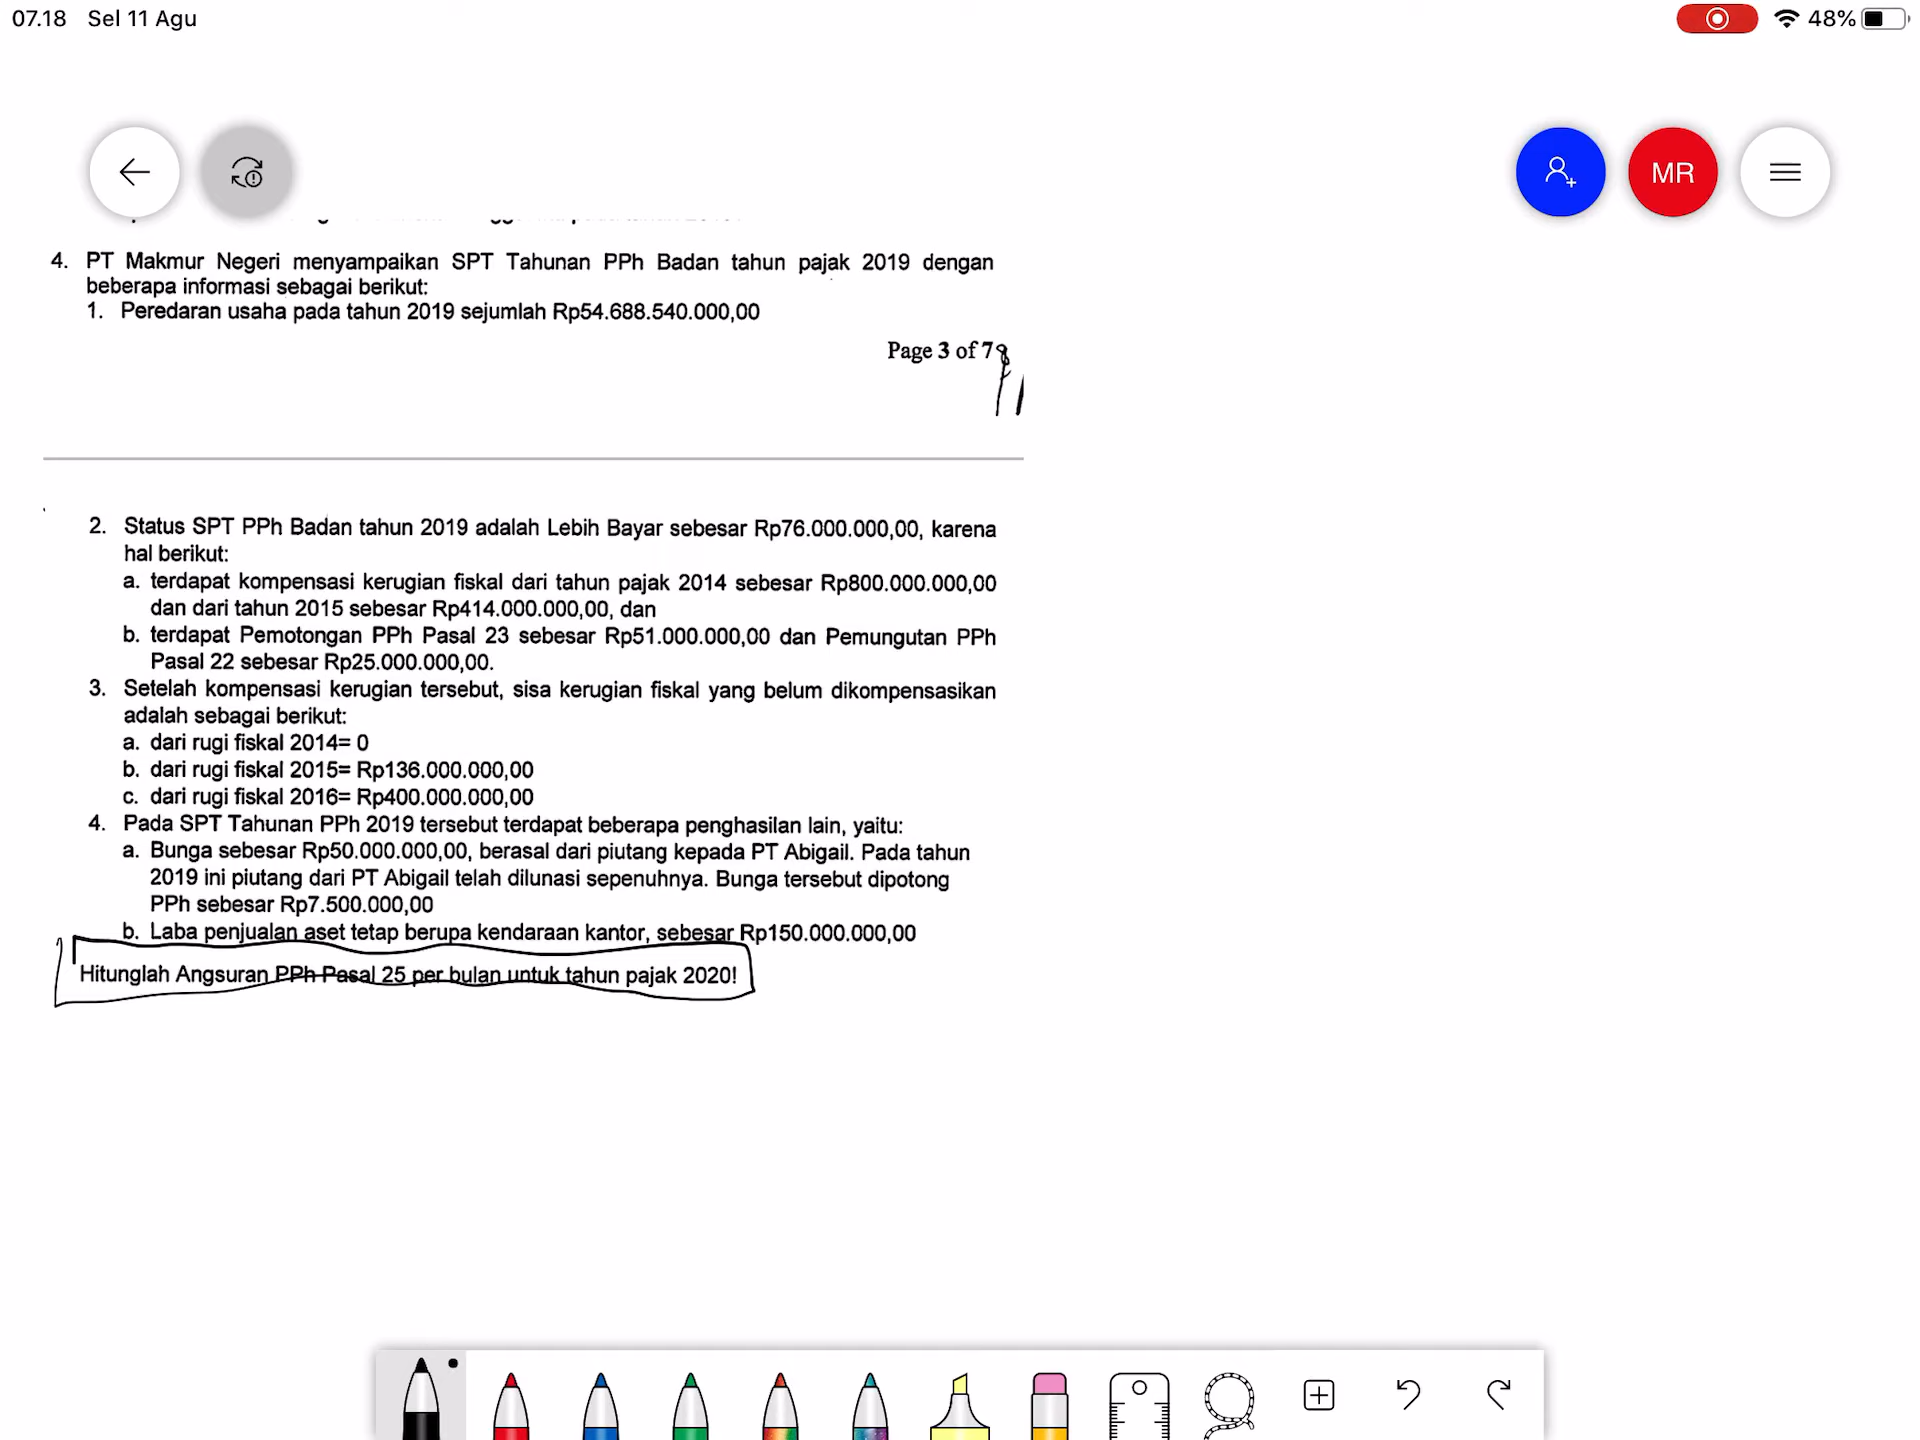 07.18 Sel 11 Agu
48%
MR
4. PT Makmur Negeri menyampaikan SPT Tahunan PPh Badan tahun pajak 2019 dengan
beberapa informasi sebagai berikut:
1. Peredaran usaha pada tahun 2019 sejumlah Rp54.688.540.000,00
Page 3 of 7
2. Status SPT PPh Badan tahun 2019 adalah Lebih Bayar sebesar Rp76.000.000,00, karena
hal berikut:
a. terdapat kompensasi kerugian fiskal dari tahun pajak 2014 sebesar Rp800.000.000,00
dan dari tahun 2015 sebesar Rp414.000.000,00, dan
b. terdapat Pemotongan PPh Pasal 23 sebesar Rp51.000.000,00 dan Pemungutan PPh
Pasal 22 sebesar Rp25.000.000,00.
3. Setelah kompensasi kerugian tersebut, sisa kerugian fiskal yang belum dikompensasikan
adalah sebagai berikut:
a. dari rugi fiskal 2014= 0
b. dari rugi fiskal 2015= Rp136.000.000,00
c. dari rugi fiskal 2016= Rp400.000.000,00
4. Pada SPT Tahunan PPh 2019 tersebut terdapat beberapa penghasilan lain, yaitu:
a. Bunga sebesar Rp50.000.000,00, berasal dari piutang kepada PT Abigail. Pada tahun
2019 ini piutang dari PT Abigail telah dilunasi sepenuhnya. Bunga tersebut dipotong
PPh sebesar Rp7.500.000,00
b. Laba penjualan aset tetap berupa kendaraan kantor, sebesar Rp150.000.000,00
Hitunglah Angsuran PPh Pasal 25 per bulan untuk tahun pajak 2020!